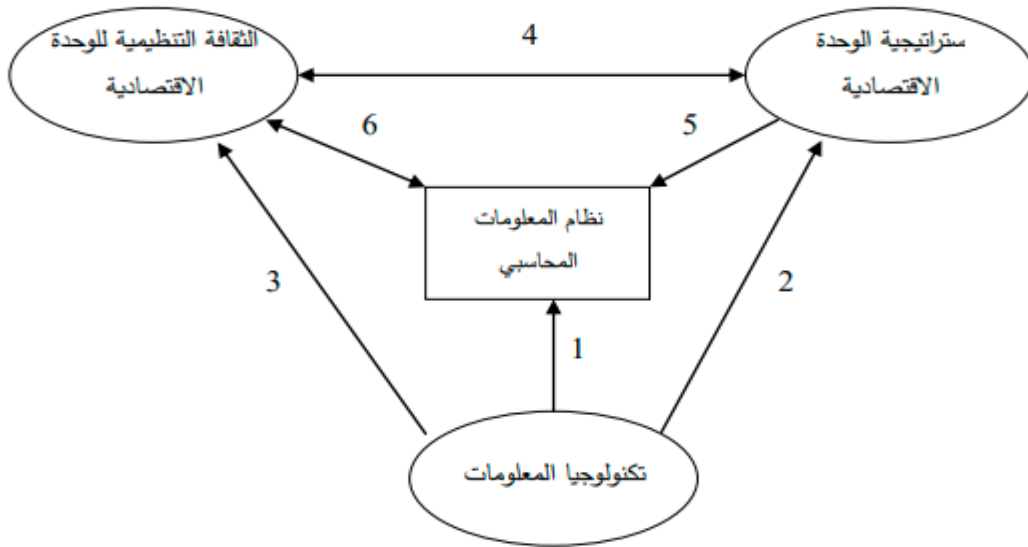 الثقافة التنظيمية للوحدة
الاقتصادية
4
ستراتيجية الوحدة
الاقتصادية
6
5
نظام المعلومات
المحاسبي
3
2
1
تكنولوجيا المعلومات